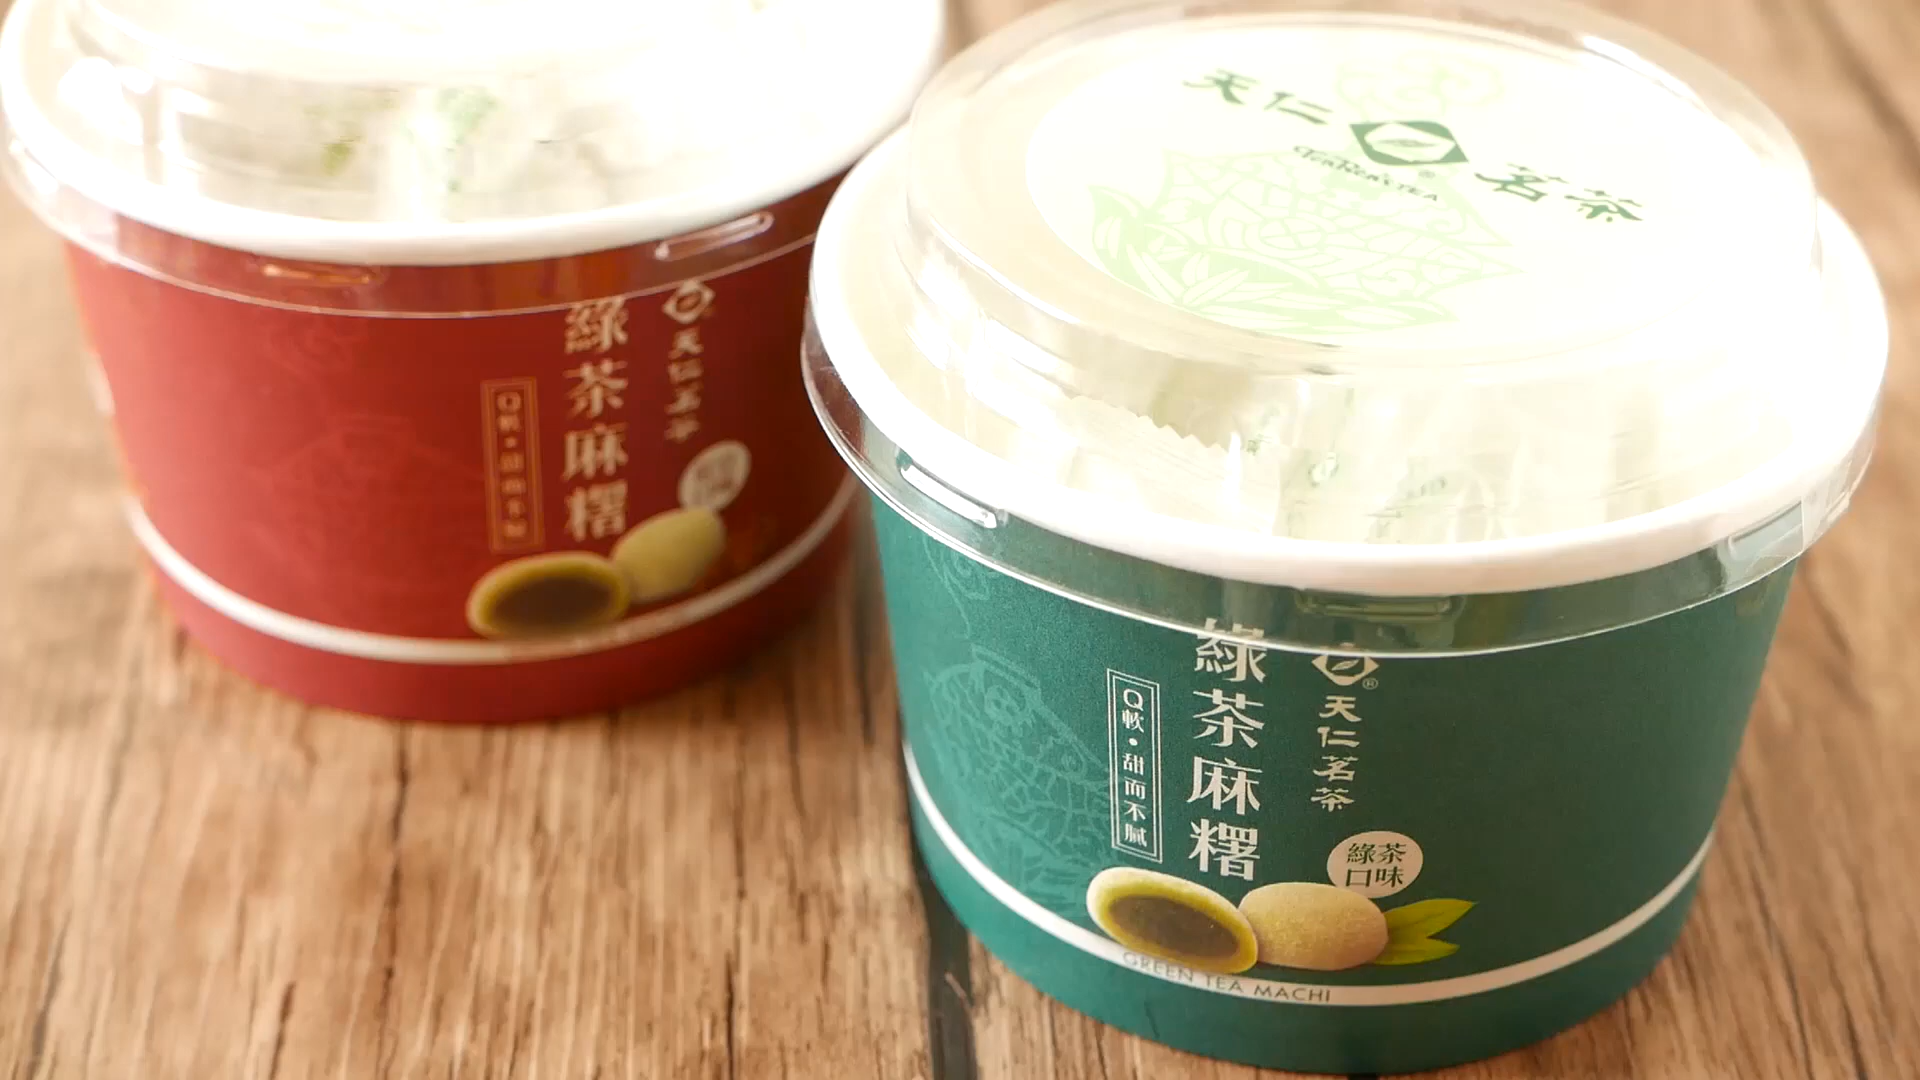 天仁茗茶
TenRen's TEA
綠茶麻糬
天仁茗茶
綠茶麻糬
天仁茗茶
Q軟・甜而不膩
綠茶
口味
GREEN TEA MACHI